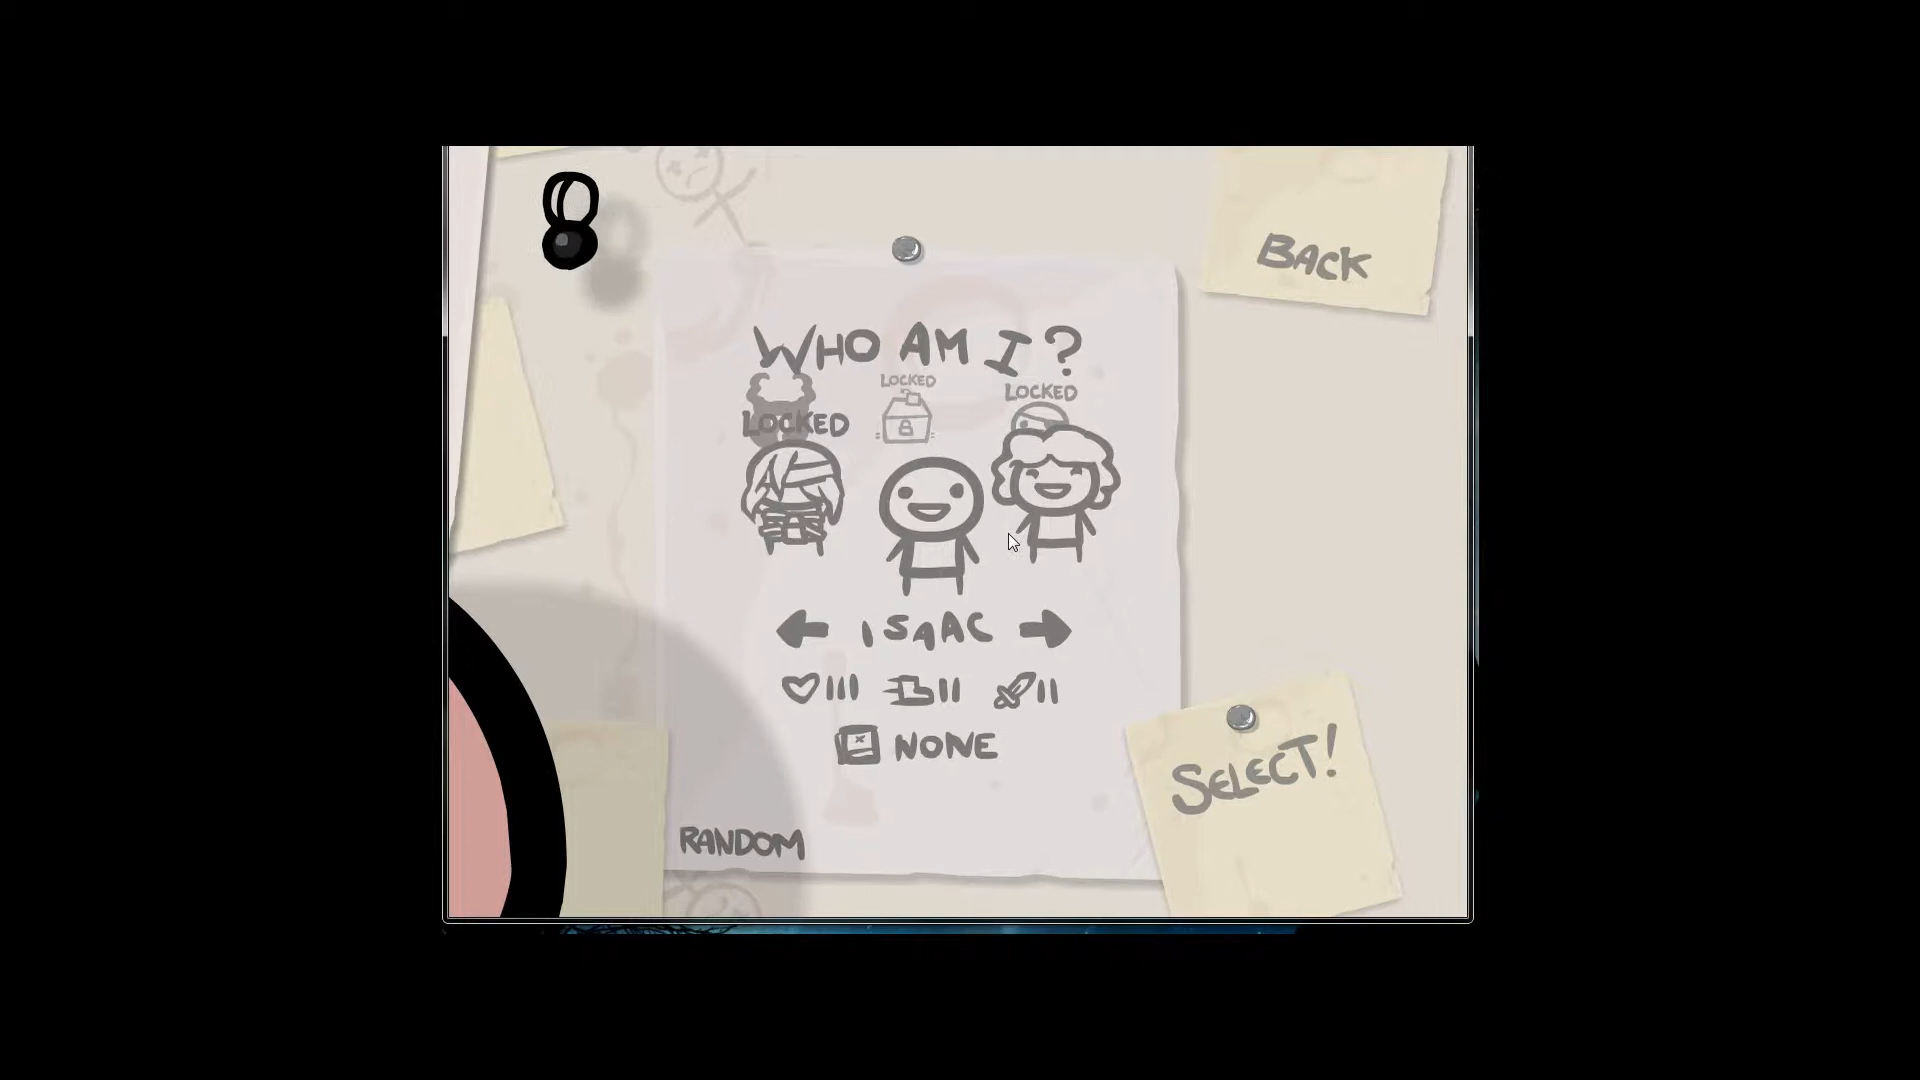 BACK
WHO AM I?
LOCKED
LOCKED
LOCKED
ISAAC
NONE
SELECT!
RANDOM